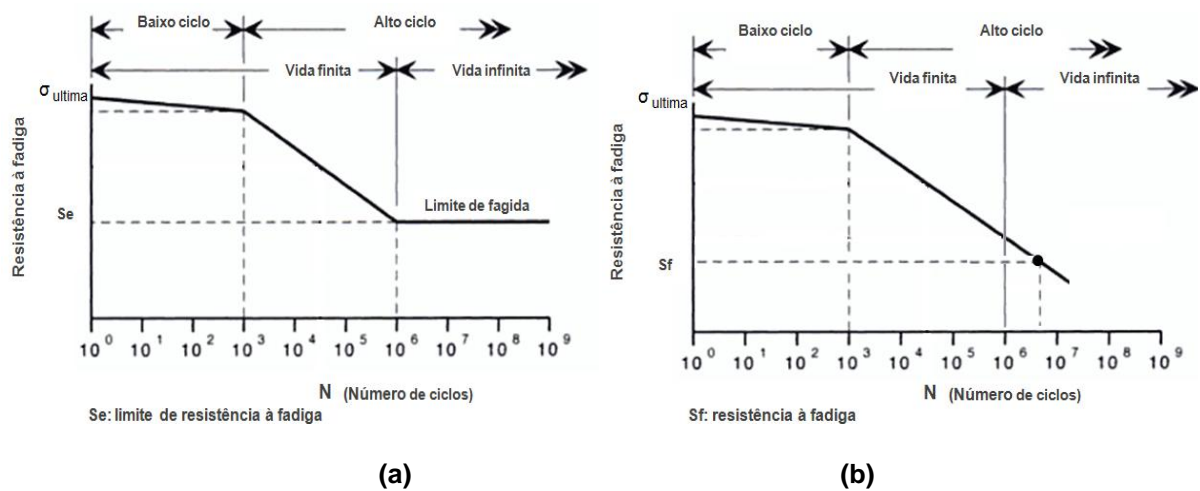 Baixo ciclo Alto ciclo
Vida finita Vida infinita
σ ultima
Resistência à fadiga
Se
Limite de fagida
10^0 10^1 10^2 10^3 10^4 10^5 10^6 10^7 10^8 10^9
N (Número de ciclos)
Se: limite de resistência à fadiga
(a)
Baixo ciclo Alto ciclo
Vida finita Vida infinita
σ ultima
Resistência à fadiga
Sf
10^0 10^1 10^2 10^3 10^4 10^5 10^6 10^7 10^8 10^9
N (Número de ciclos)
Sf: resistência à fadiga
(b)